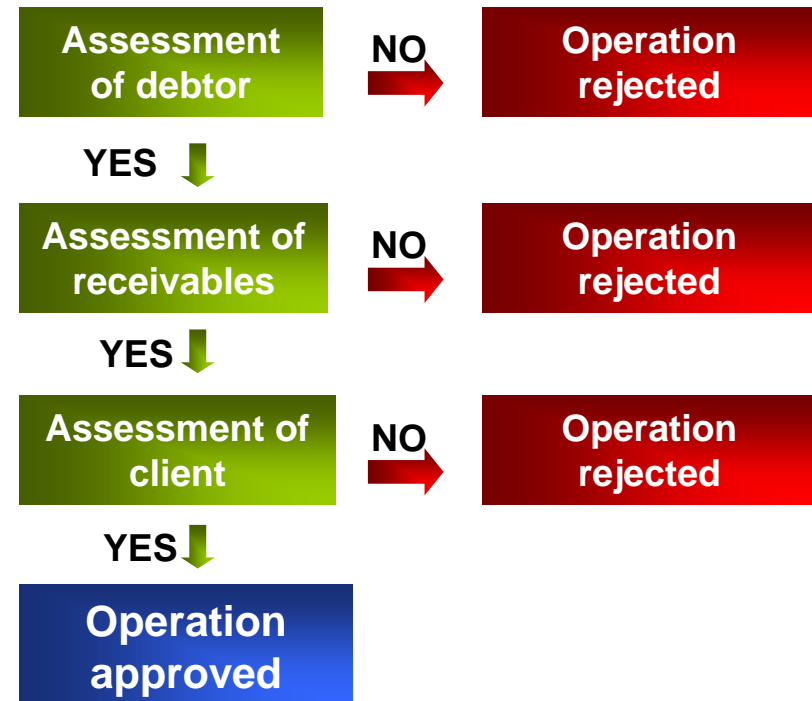 Assessment
of debtor
NO
Operation
rejected
YES
Assessment of
receivables
NO
Operation
rejected
YES
Assessment of
client
NO
Operation
rejected
YES
Operation
approved